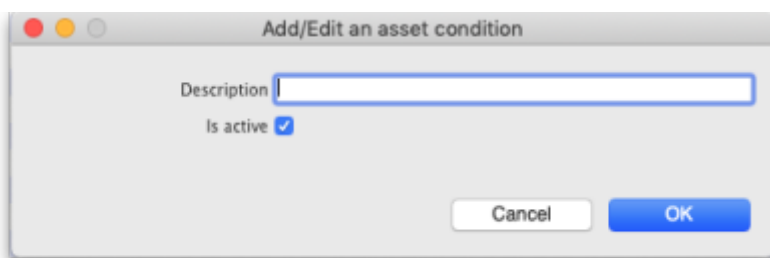 Add/Edit an asset condition
Description
Is active
Cancel OK